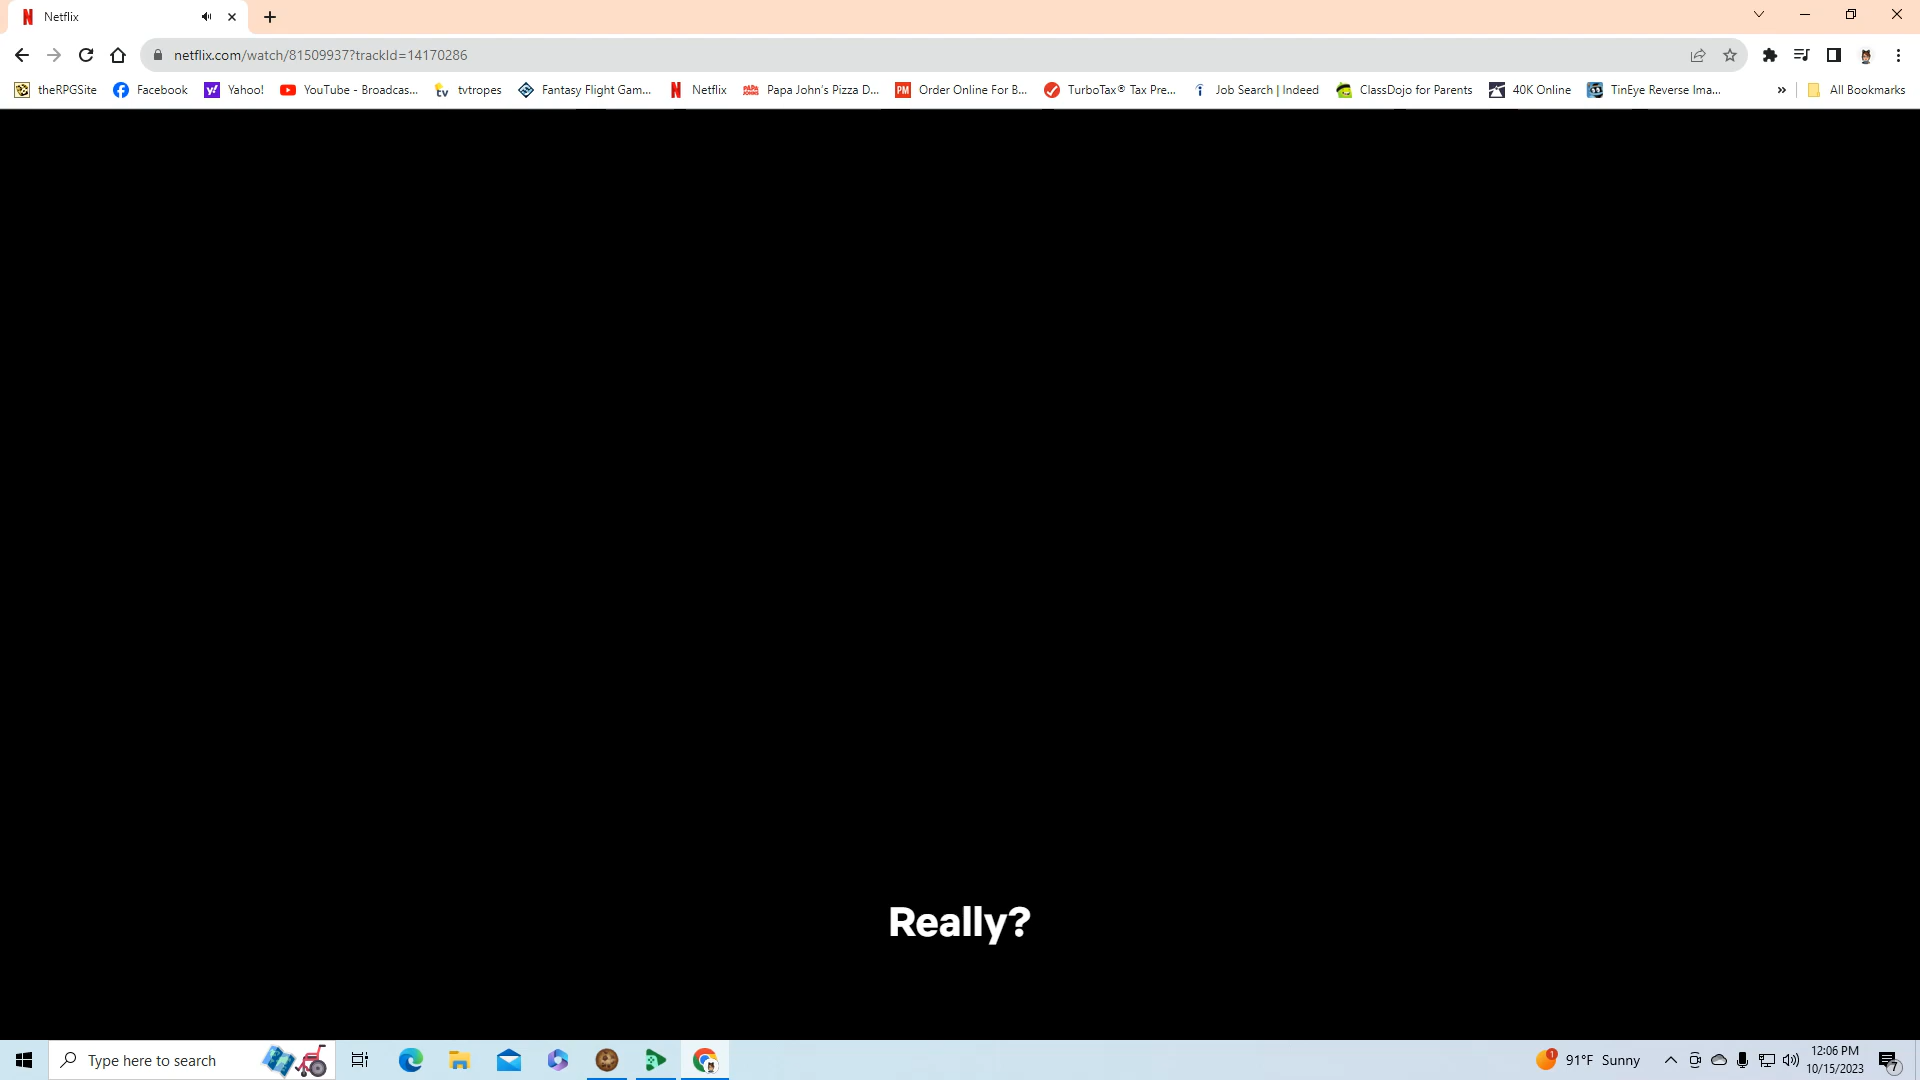 Netflix
netflix.com/watch/81509937?trackId=14170286
theRPGSite Facebook Yahoo! YouTube - Broadcas... tvtropes Fantasy Flight Gam... Netflix Papa John's Pizza D... Order Online For B... TurboTax® Tax Pre... Job Search | Indeed ClassDojo for Parents 40K Online TinEye Reverse Ima... » All Bookmarks
Really?
Type here to search
1 91°F Sunny
12:06 PM
10/15/2023
7